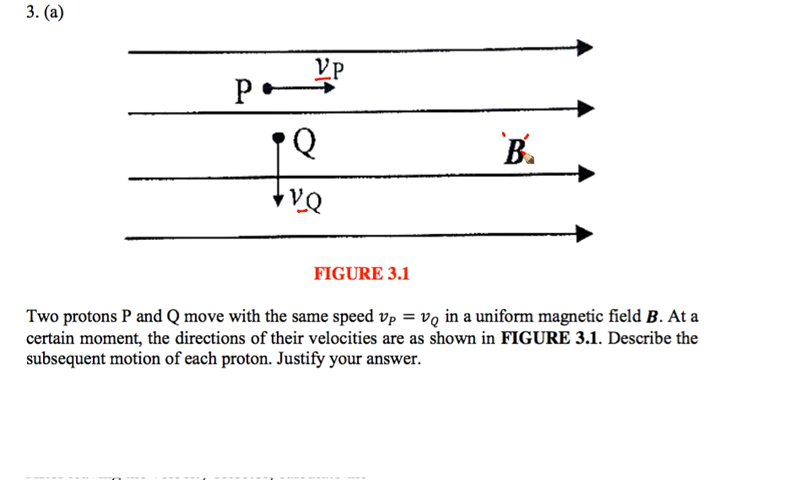 3. (a)
vP
P
Q
B
vQ
FIGURE 3.1
Two protons P and Q move with the same speed vP = vQ in a uniform magnetic field B. At a
certain moment, the directions of their velocities are as shown in FIGURE 3.1. Describe the
subsequent motion of each proton. Justify your answer.